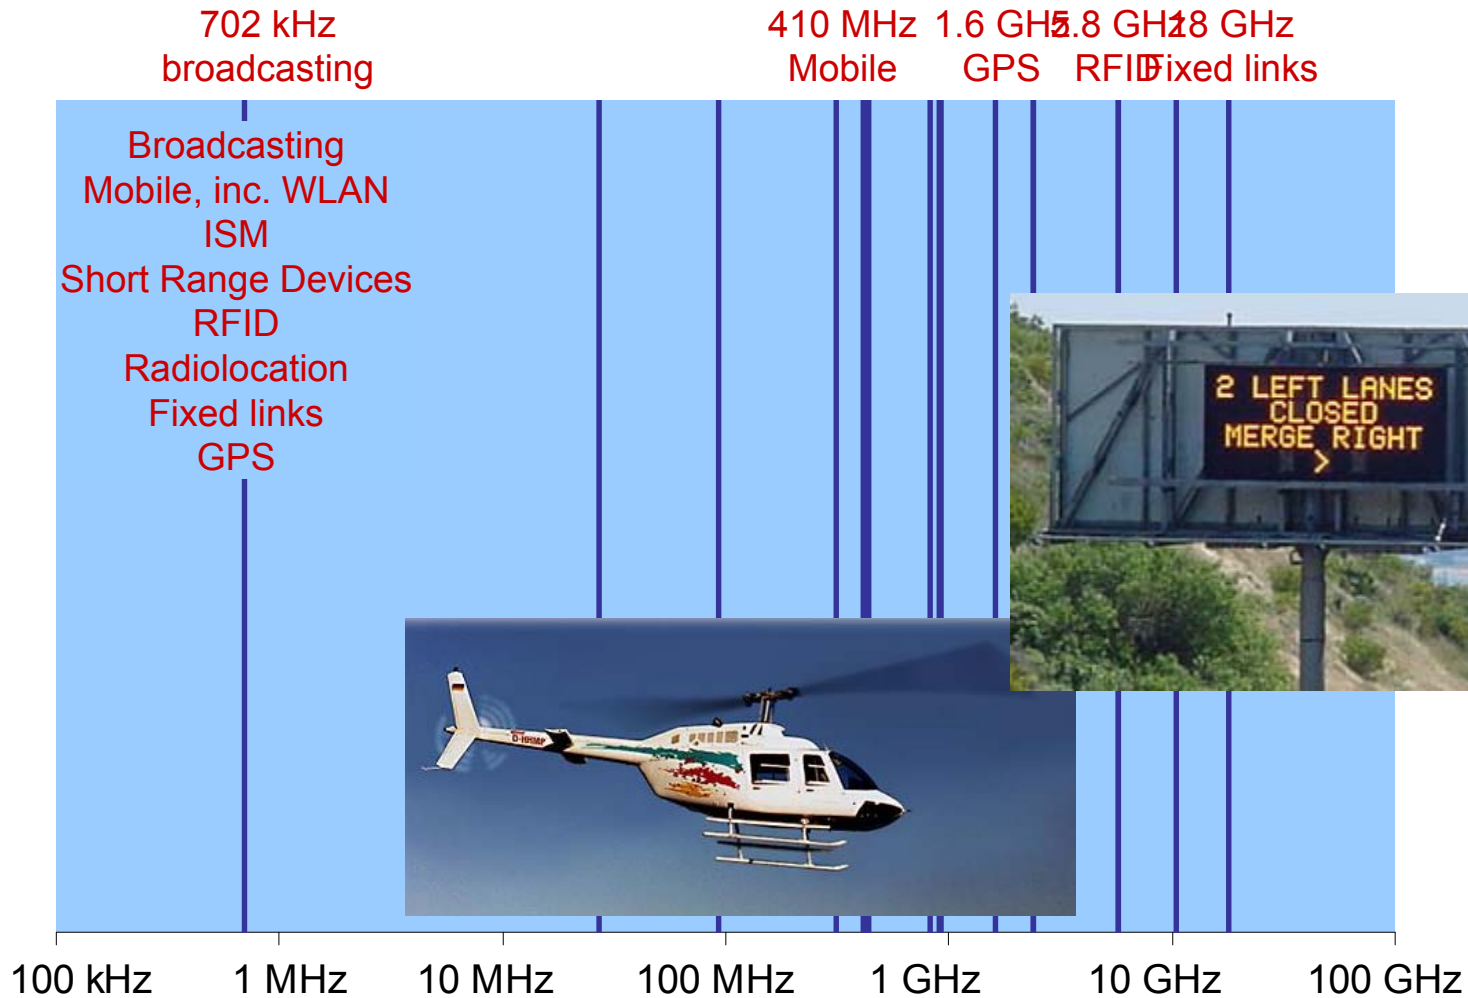 702 kHz
broadcasting
410 MHz
Mobile
1.6 GHz
GPS
5.8 GHz
RFID
18 GHz
Fixed links
Broadcasting
Mobile, inc. WLAN
ISM
Short Range Devices
RFID
Radiolocation
Fixed links
GPS
2 LEFT LANES
CLOSED
MERGE RIGHT
>
D-HHMP
100 kHz
1 MHz
10 MHz
100 MHz
1 GHz
10 GHz
100 GHz